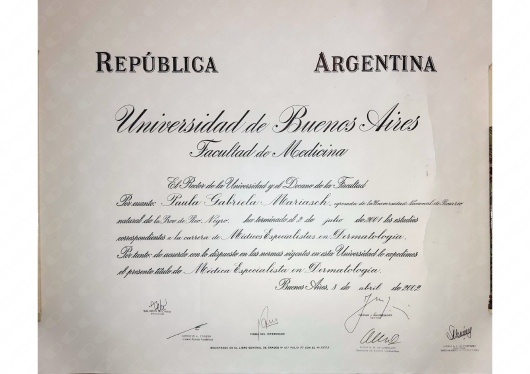 REPÚBLICA ARGENTINA
Universidad de Buenos Aires
Facultad de Medicina
El Rector de la Universidad y el Decano de la Facultad
Por cuanto: Paula Gabriela Mariasch, egresada de la Universidad Nacional de Rosario
natural de la Prov de Río Negro. ha terminado el 2 de julio de 2001 los estudios
correspondientes a la carrera de Médicos Especialistas en Dermatología.
Por tanto: de acuerdo con lo dispuesto en las normas vigentes en esta Universidad le expedimos
el presente título de Médica Especialista en Dermatología.
Buenos Aires, 8 de abril de 2002
FIRMA DEL INTERESADO